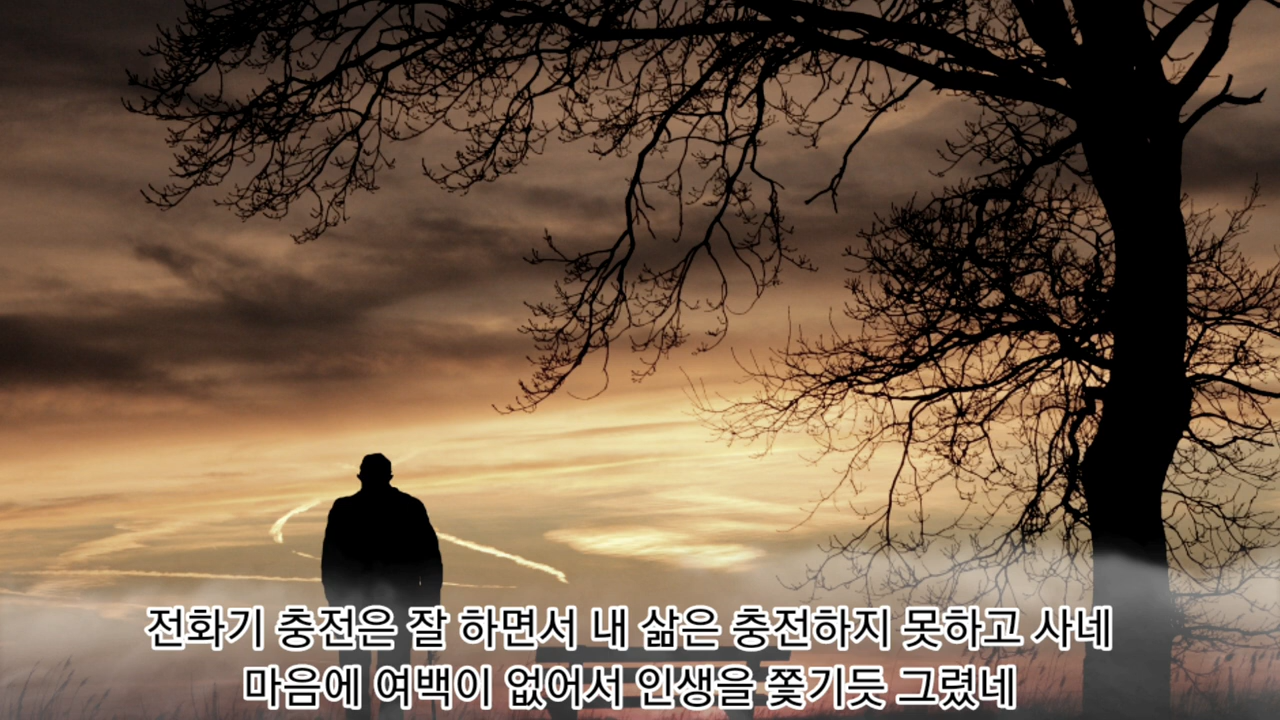 전화기 충전은 잘 하면서 내 삶은 충전하지 못하고 사네
마음에 여백이 없어서 인생을 쫓기듯 그렸네